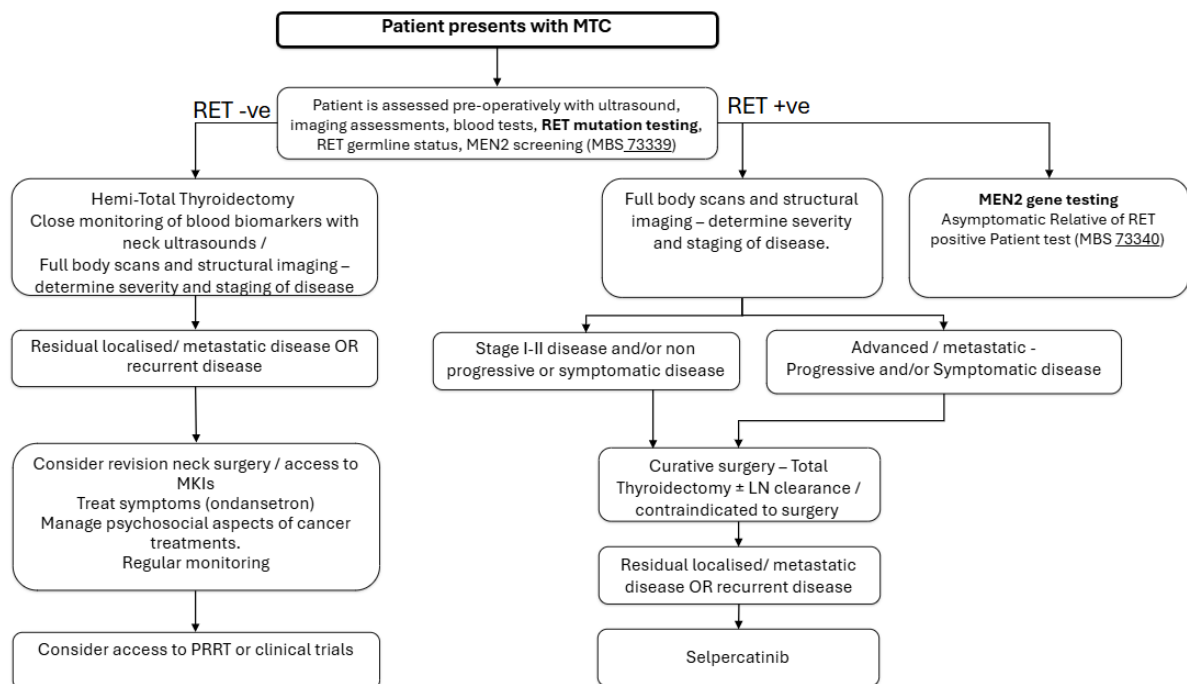 Patient presents with MTC
RET -ve
Patient is assessed pre-operatively with ultrasound,
imaging assessments, blood tests, RET mutation testing,
RET germline status, MEN2 screening (MBS 73339)
RET +ve
Hemi-Total Thyroidectomy
Close monitoring of blood biomarkers with
neck ultrasounds /
Full body scans and structural imaging –
determine severity and staging of disease
Full body scans and structural
imaging – determine severity
and staging of disease.
MEN2 gene testing
Asymptomatic Relative of RET
positive Patient test (MBS 73340)
Residual localised/ metastatic disease OR
recurrent disease
Stage I-II disease and/or non
progressive or symptomatic disease
Advanced / metastatic -
Progressive and/or Symptomatic disease
Consider revision neck surgery / access to
MKIs
Treat symptoms (ondansetron)
Manage psychosocial aspects of cancer
treatments.
Regular monitoring
Curative surgery – Total
Thyroidectomy ± LN clearance /
contraindicated to surgery
Residual localised/ metastatic
disease OR recurrent disease
Consider access to PRRT or clinical trials
Selpercatinib